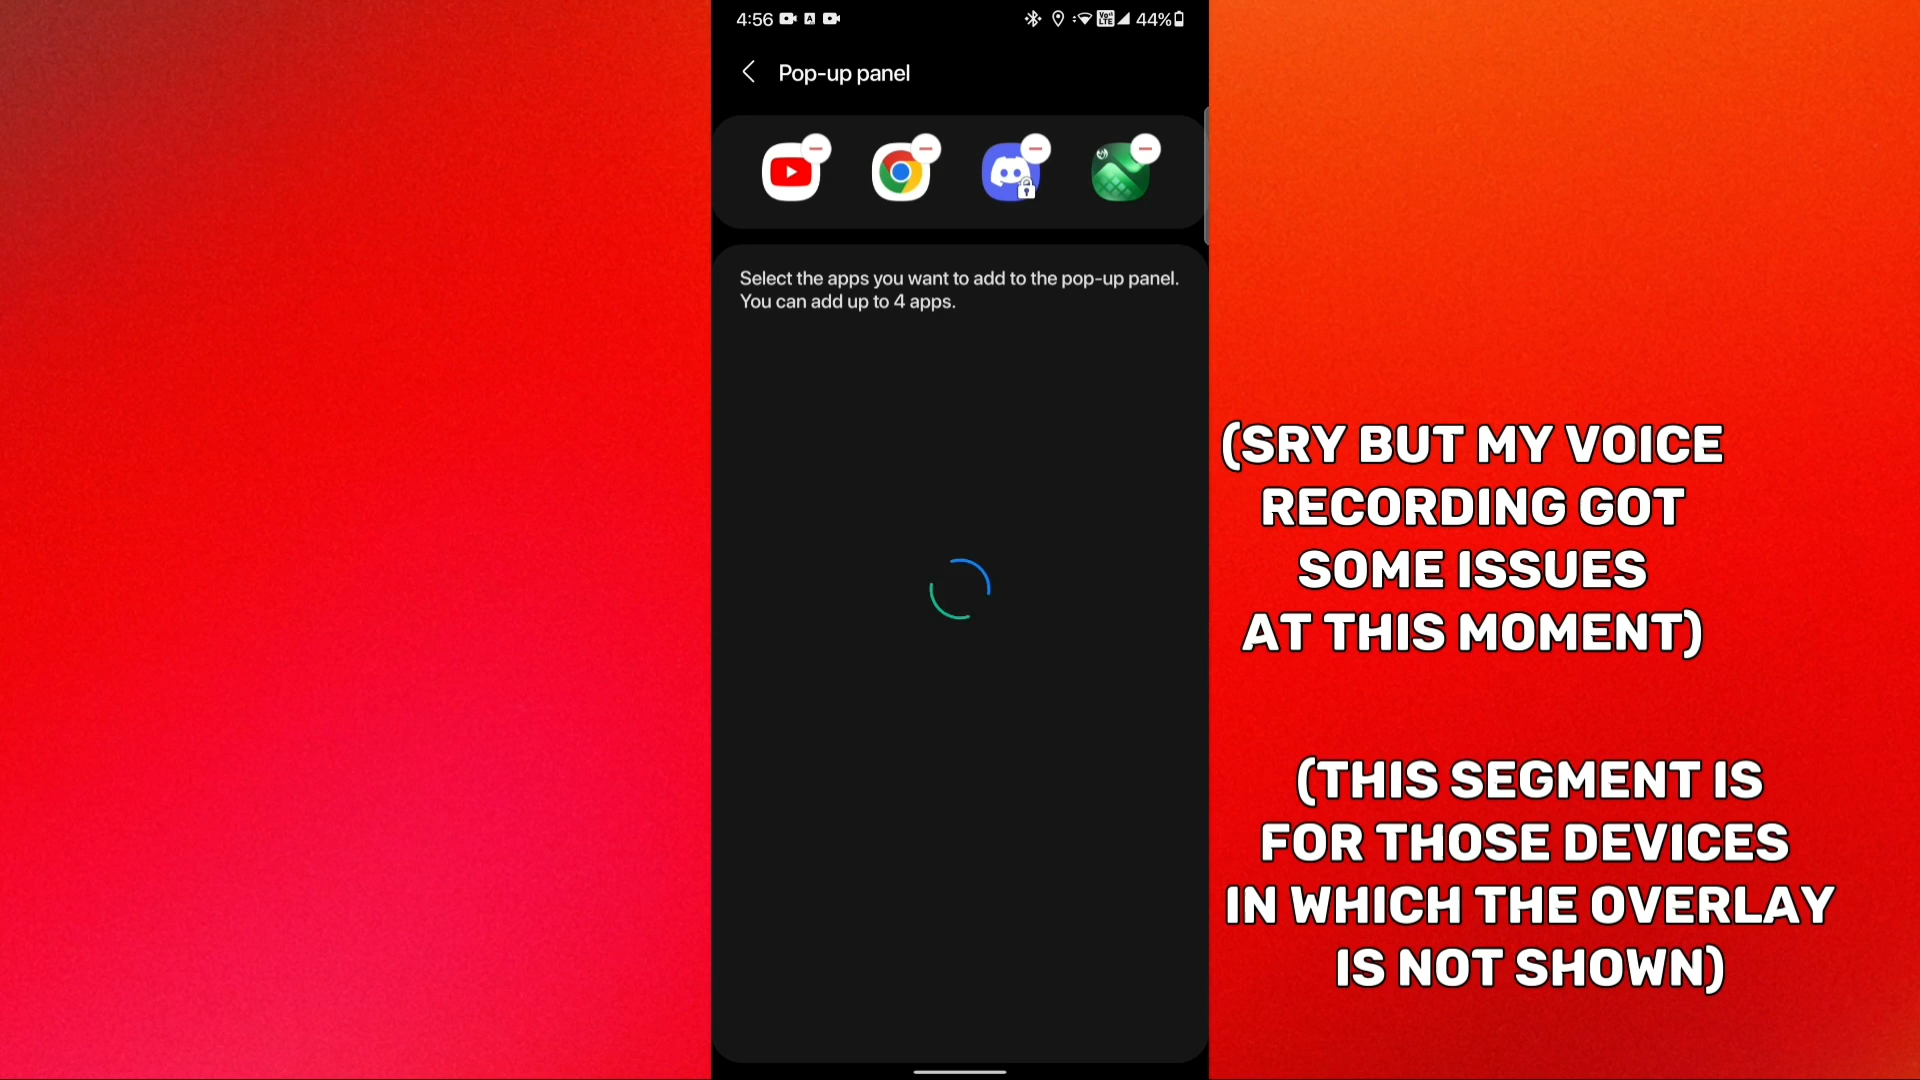 4:56
VoLTE 44%
Pop-up panel
Select the apps you want to add to the pop-up panel.
You can add up to 4 apps.
(SRY BUT MY VOICE
RECORDING GOT
SOME ISSUES
AT THIS MOMENT)
(THIS SEGMENT IS
FOR THOSE DEVICES
IN WHICH THE OVERLAY
IS NOT SHOWN)